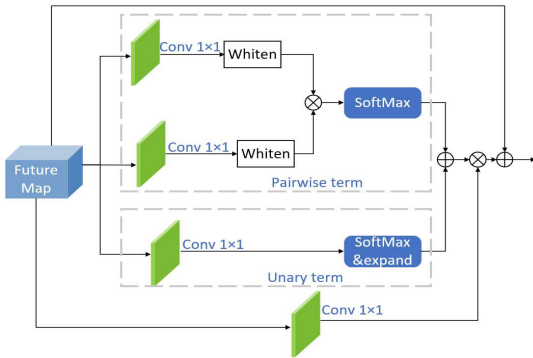 Conv 1×1
Whiten
SoftMax
Conv 1×1
Whiten
Future
Map
Pairwise term
Conv 1×1
SoftMax
&expand
Unary term
Conv 1×1